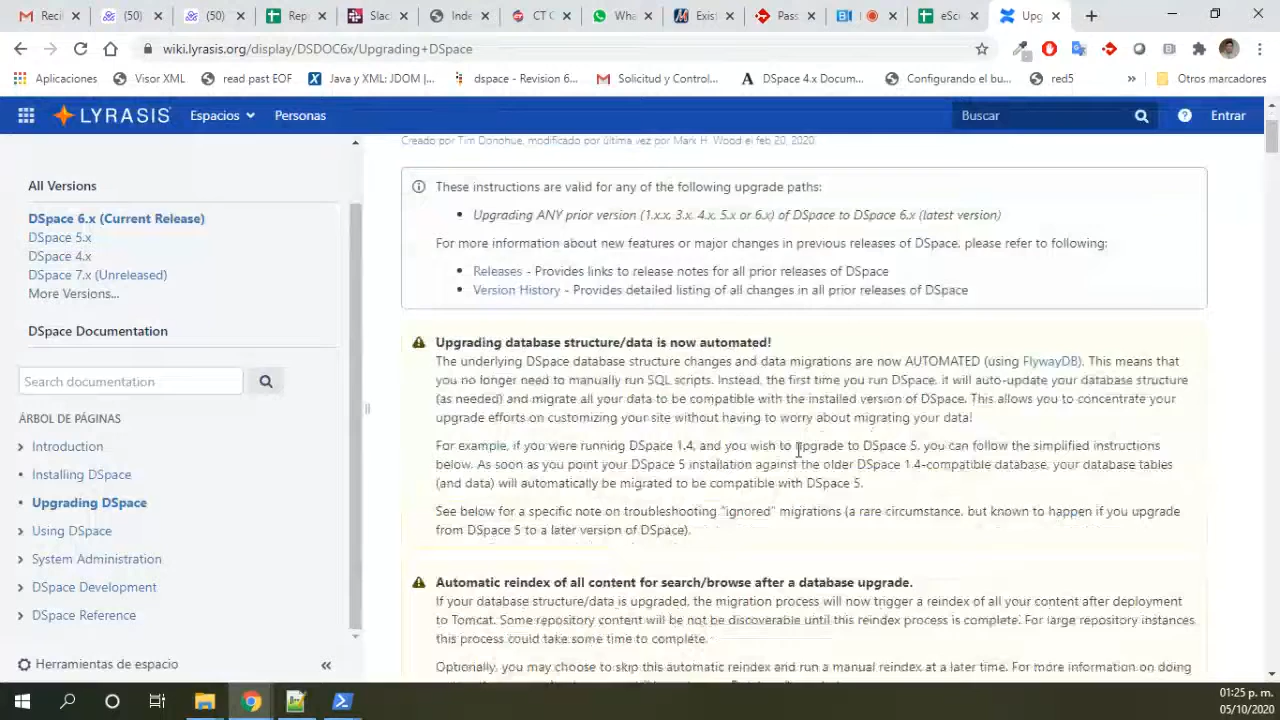 Reci
(50)
(50)
Rep
Slac
Inde
CT C
Wha
Exis
Pass
eSc
Upg
wiki.lyrasis.org/display/DSDOC6x/Upgrading+DSpace
Aplicaciones
Visor XML
read past EOF
Java y XML: JDOM |...
dspace - Revision 6...
Solicitud y Control...
DSpace 4.x Docum...
Configurando el bu...
red5
»
Otros marcadores
LYRASIS
Espacios
Personas
Buscar
Entrar
Creado por Tim Donohue, modificado por última vez por Mark H. Wood el feb 20, 2020
All Versions
DSpace 6.x (Current Release)
DSpace 5.x
DSpace 4.x
DSpace 7.x (Unreleased)
More Versions...
DSpace Documentation
Search documentation
ÁRBOL DE PÁGINAS
Introduction
Installing DSpace
Upgrading DSpace
Using DSpace
System Administration
DSpace Development
DSpace Reference
Herramientas de espacio
These instructions are valid for any of the following upgrade paths:
Upgrading ANY prior version (1.x.x, 3.x, 4.x, 5.x or 6.x) of DSpace to DSpace 6.x (latest version)
For more information about new features or major changes in previous releases of DSpace, please refer to following:
Releases - Provides links to release notes for all prior releases of DSpace
Version History - Provides detailed listing of all changes in all prior releases of DSpace
Upgrading database structure/data is now automated!
The underlying DSpace database structure changes and data migrations are now AUTOMATED (using FlywayDB). This means that
you no longer need to manually run SQL scripts. Instead, the first time you run DSpace, it will auto-update your database structure
(as needed) and migrate all your data to be compatible with the installed version of DSpace. This allows you to concentrate your
upgrade efforts on customizing your site without having to worry about migrating your data!
For example, if you were running DSpace 1.4, and you wish to upgrade to DSpace 5, you can follow the simplified instructions
below. As soon as you point your DSpace 5 installation against the older DSpace 1.4-compatible database, your database tables
(and data) will automatically be migrated to be compatible with DSpace 5.
See below for a specific note on troubleshooting "ignored" migrations (a rare circumstance, but known to happen if you upgrade
from DSpace 5 to a later version of DSpace).
Automatic reindex of all content for search/browse after a database upgrade.
If your database structure/data is upgraded, the migration process will now trigger a reindex of all your content after deployment
to Tomcat. Some repository content will be not be discoverable until this reindex process is complete. For large repository instances
this process could take some time to complete.
Optionally, you may choose to skip this automatic reindex and run a manual reindex at a later time. For more information on doing
01:25 p. m.
05/10/2020